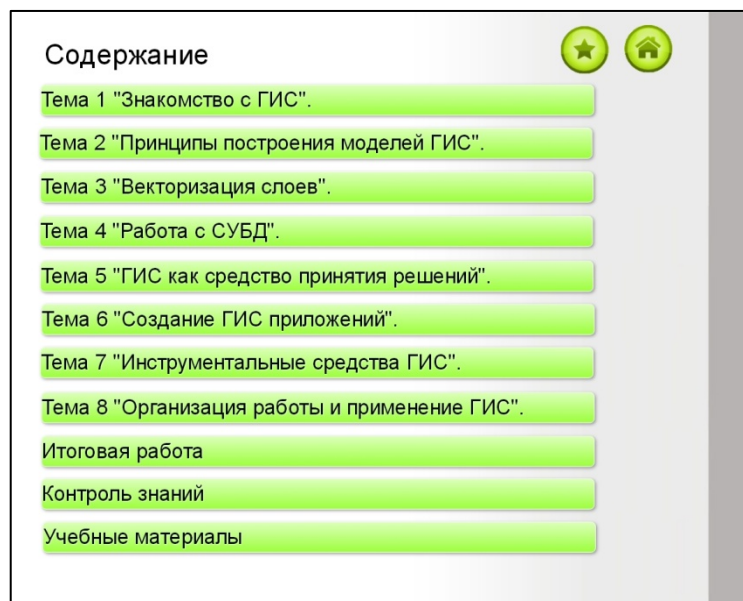 Содержание
Тема 1 "Знакомство с ГИС".
Тема 2 "Принципы построения моделей ГИС".
Тема 3 "Векторизация слоев".
Тема 4 "Работа с СУБД".
Тема 5 "ГИС как средство принятия решений".
Тема 6 "Создание ГИС приложений".
Тема 7 "Инструментальные средства ГИС".
Тема 8 "Организация работы и применение ГИС".
Итоговая работа
Контроль знаний
Учебные материалы